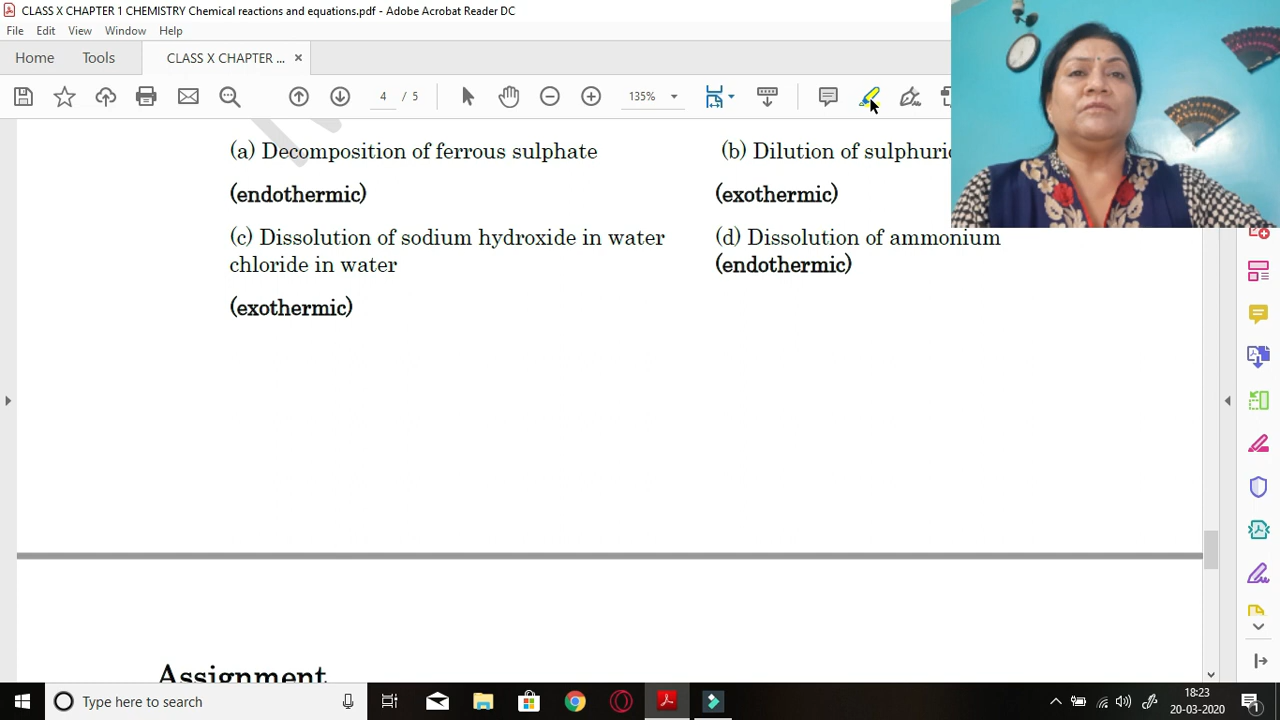 CLASS X CHAPTER 1 CHEMISTRY Chemical reactions and equations.pdf - Adobe Acrobat Reader DC
File Edit View Window Help
Home Tools CLASS X CHAPTER ... ×
4 / 5 135%
(a) Decomposition of ferrous sulphate (b) Dilution of
(endothermic) (exothermic)
(c) Dissolution of sodium hydroxide in water (d) Dissolution of ammonium
chloride in water (endothermic)
(exothermic)
Assignment
Type here to search
18:23
20-03-2020
1